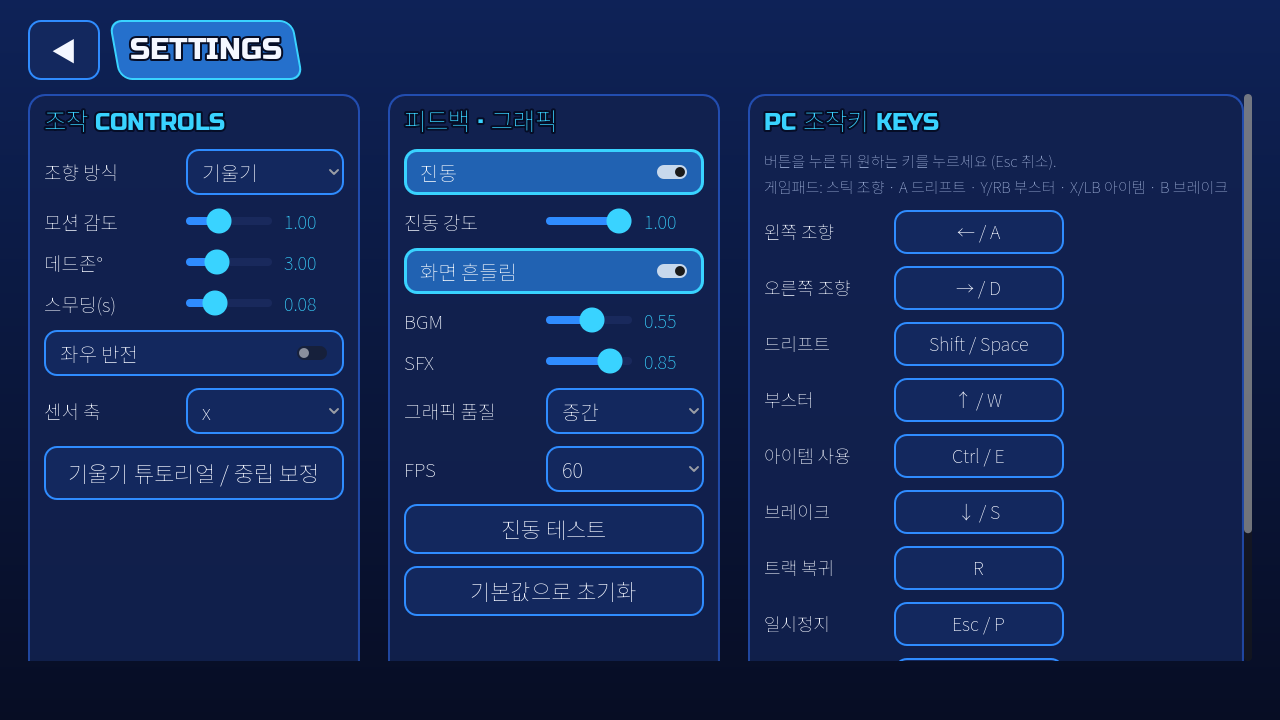 SETTINGS
조작 CONTROLS
조향 방식 기울기
모션 감도 1.00
데드존° 3.00
스무딩(s) 0.08
좌우 반전
센서 축 x
기울기 튜토리얼 / 중립 보정
피드백 · 그래픽
진동
진동 강도 1.00
화면 흔들림
BGM 0.55
SFX 0.85
그래픽 품질 중간
FPS 60
진동 테스트
기본값으로 초기화
PC 조작키 KEYS
버튼을 누른 뒤 원하는 키를 누르세요 (Esc 취소).
게임패드: 스틱 조향 · A 드리프트 · Y/RB 부스터 · X/LB 아이템 · B 브레이크
왼쪽 조향 ← / A
오른쪽 조향 → / D
드리프트 Shift / Space
부스터 ↑ / W
아이템 사용 Ctrl / E
브레이크 ↓ / S
트랙 복귀 R
일시정지 Esc / P